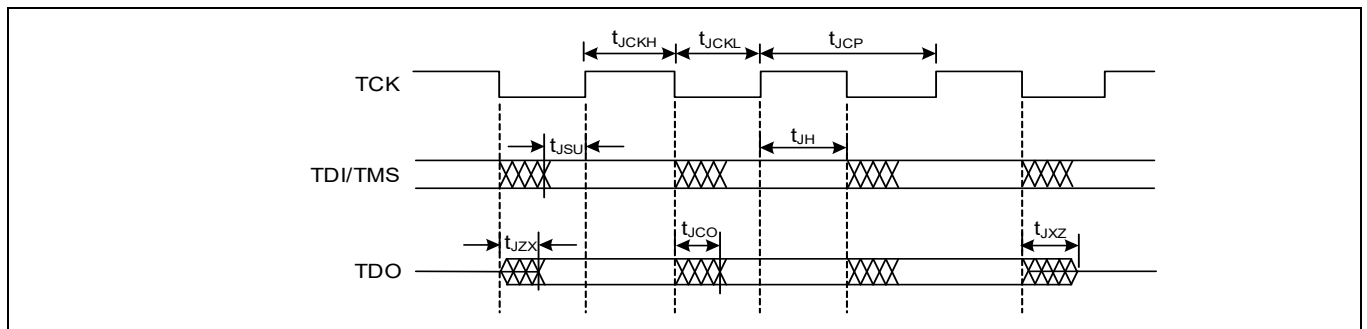 tJCKH tJCKL tJCP
TCK
tJSU tJH
TDI/TMS
tJZX tJCO tJXZ
TDO